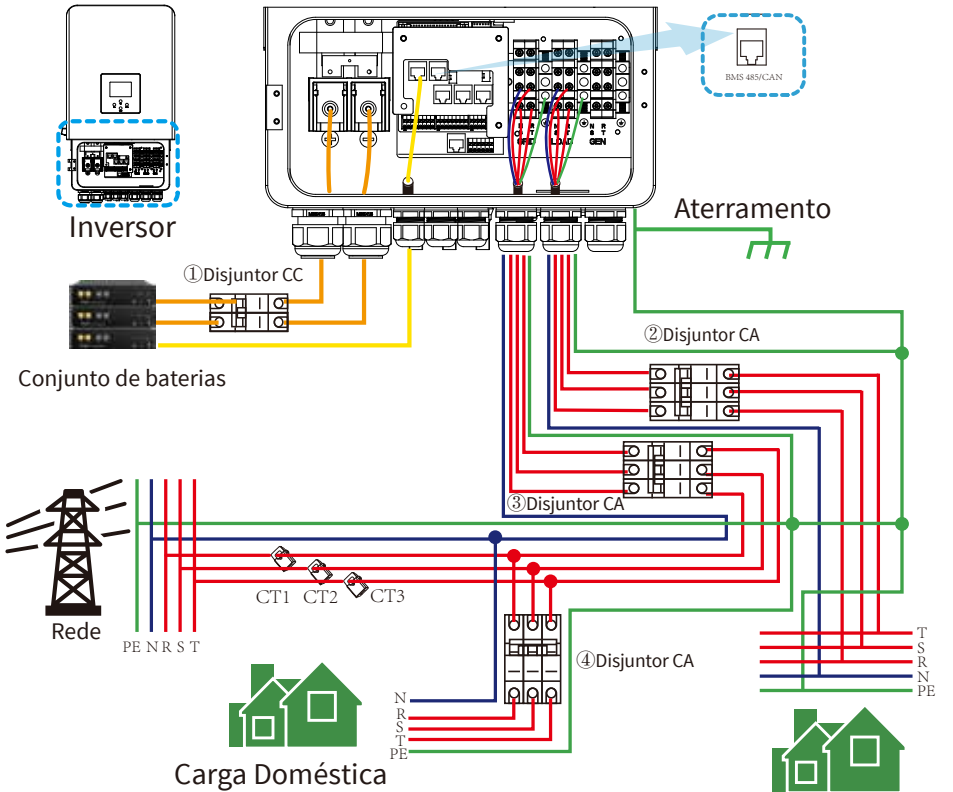 BMS 485/CAN
N R S T
GRID
N R S T
LOAD
N R S T
GEN
Inversor
Aterramento
①Disjuntor CC
②Disjuntor CA
Conjunto de baterias
③Disjuntor CA
CT1 CT2 CT3
Rede
PE N R S T
④Disjuntor CA
T
S
R
N
PE
N
R
S
T
PE
Carga Doméstica